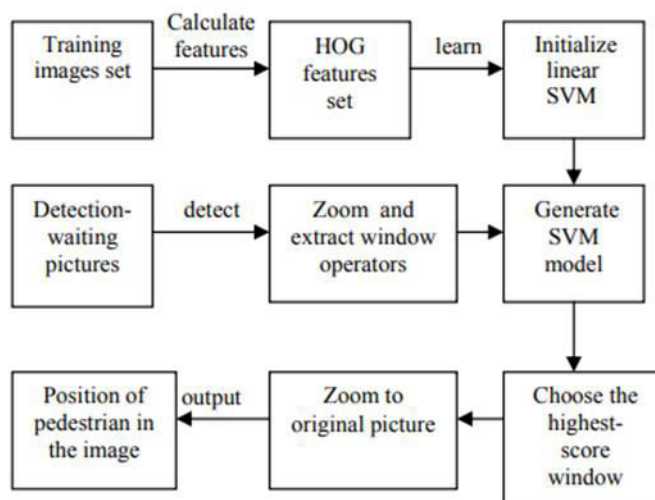 Training
images set
Calculate
features
HOG
features
set
learn
Initialize
linear
SVM
Detection-
waiting
pictures
detect
Zoom and
extract window
operators
Generate
SVM
model
Position of
pedestrian in
the image
output
Zoom to
original picture
Choose the
highest-
score
window